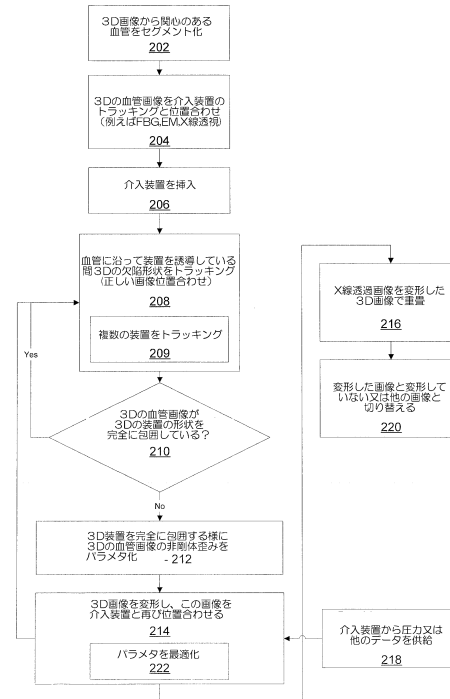 3D画像から関心のある
血管をセグメント化
202
3Dの血管画像を介入装置の
トラッキングと位置合わせ
(例えばFBG,EM,X線透視)
204
介入装置を挿入
206
血管に沿って装置を誘導している
間3Dの欠陥形状をトラッキング
(正しい画像位置合わせ)
208
複数の装置をトラッキング
209
Yes
3Dの血管画像が
3Dの装置の形状を
完全に包囲している？
210
No
3D装置を完全に包囲する様に
3Dの血管画像の非剛体歪みを
パラメタ化 - 212
3D画像を変形し、この画像を
介入装置と再び位置合わせる
214
パラメタを最適化
222
X線透過画像を変形した
3D画像で重畳
216
変形した画像と変形して
いない又は他の画像と
切り替える
220
介入装置から圧力又は
他のデータを供給
218